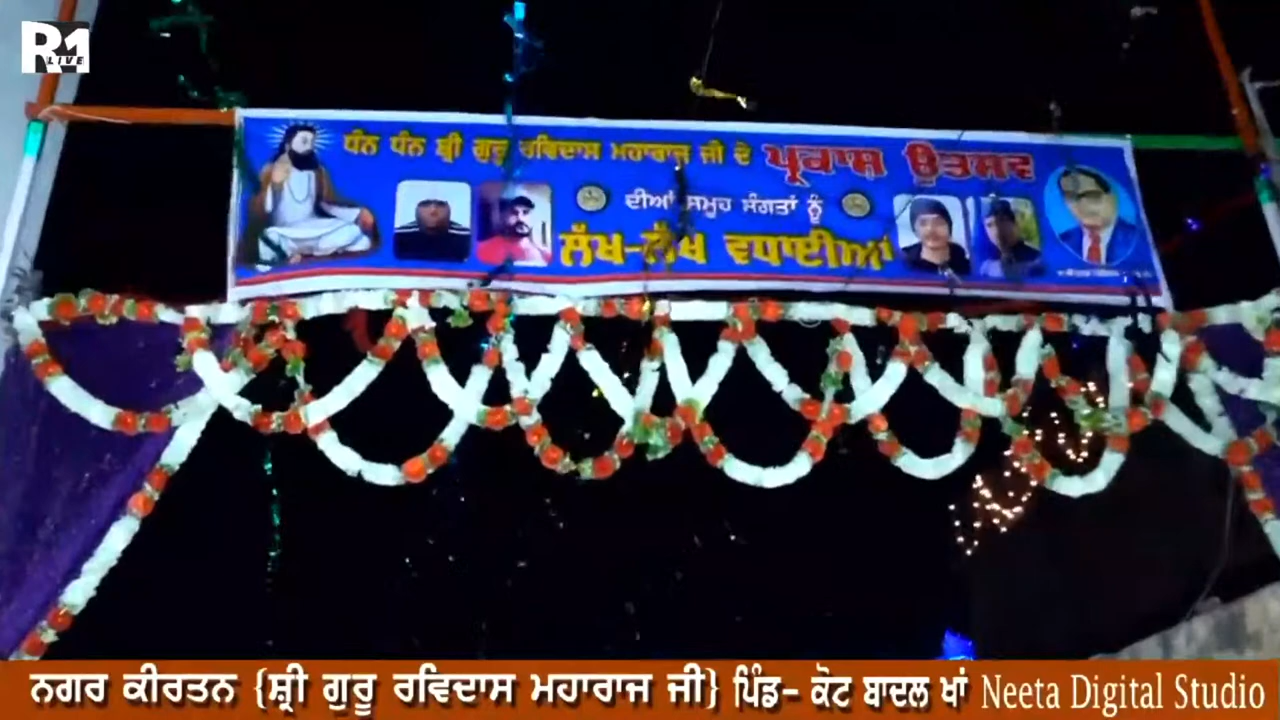 R1
LIVE
ਧੰਨ ਧੰਨ ਸ਼੍ਰੀ ਗੁਰੂ ਰਵਿਦਾਸ ਮਹਾਰਾਜ ਜੀ ਦੇ ਪ੍ਰਕਾਸ਼ ਉਤਸਵ
ਦੀਆਂ ਸਮੂਹ ਸੰਗਤਾਂ ਨੂੰ
ਲੱਖ-ਲੱਖ ਵਧਾਈਆਂ
ਨਗਰ ਕੀਰਤਨ {ਸ਼੍ਰੀ ਗੁਰੂ ਰਵਿਦਾਸ ਮਹਾਰਾਜ ਜੀ} ਪਿੰਡ- ਕੋਟ ਬਾਦਲ ਖਾਂ Neeta Digital Studio